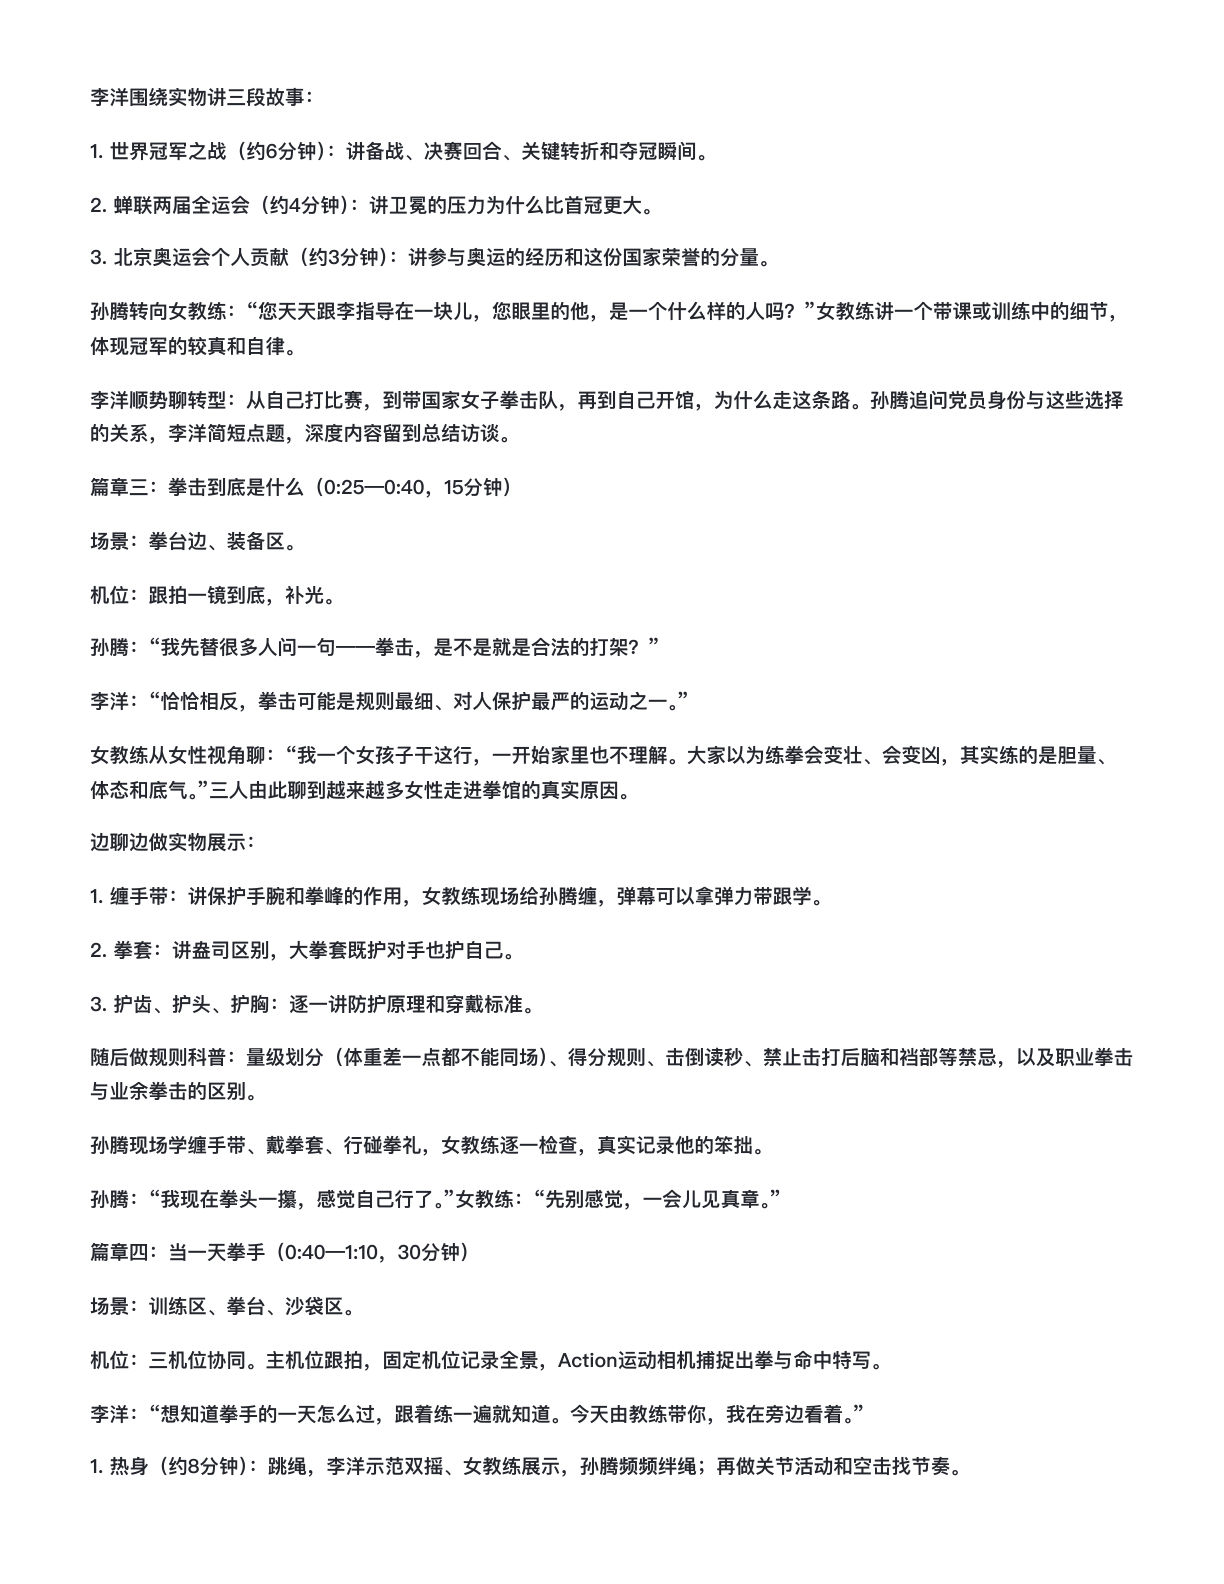 李洋围绕实物讲三段故事：
1. 世界冠军之战（约6分钟）：讲备战、决赛回合、关键转折和夺冠瞬间。
2. 蝉联两届全运会（约4分钟）：讲卫冕的压力为什么比首冠更大。
3. 北京奥运会个人贡献（约3分钟）：讲参与奥运的经历和这份国家荣誉的分量。
孙腾转向女教练：“您天天跟李指导在一块儿，您眼里的他，是一个什么样的人吗？”女教练讲一个带课或训练中的细节，
体现冠军的较真和自律。
李洋顺势聊转型：从自己打比赛，到带国家女子拳击队，再到自己开馆，为什么走这条路。孙腾追问党员身份与这些选择
的关系，李洋简短点题，深度内容留到总结访谈。
篇章三：拳击到底是什么（0:25—0:40，15分钟）
场景：拳台边、装备区。
机位：跟拍一镜到底，补光。
孙腾：“我先替很多人问一句——拳击，是不是就是合法的打架？”
李洋：“恰恰相反，拳击可能是规则最细、对人保护最严的运动之一。”
女教练从女性视角聊：“我一个女孩子干这行，一开始家里也不理解。大家以为练拳会变壮、会变凶，其实练的是胆量、
体态和底气。”三人由此聊到越来越多女性走进拳馆的真实原因。
边聊边做实物展示：
1. 缠手带：讲保护手腕和拳峰的作用，女教练现场给孙腾缠，弹幕可以拿弹力带跟学。
2. 拳套：讲盎司区别，大拳套既护对手也护自己。
3. 护齿、护头、护胸：逐一讲防护原理和穿戴标准。
随后做规则科普：量级划分（体重差一点都不能同场）、得分规则、击倒读秒、禁止击打后脑和裆部等禁忌，以及职业拳击
与业余拳击的区别。
孙腾现场学缠手带、戴拳套、行碰拳礼，女教练逐一检查，真实记录他的笨拙。
孙腾：“我现在拳头一攥，感觉自己行了。”女教练：“先别感觉，一会儿见真章。”
篇章四：当一天拳手（0:40—1:10，30分钟）
场景：训练区、拳台、沙袋区。
机位：三机位协同。主机位跟拍，固定机位记录全景，Action运动相机捕捉出拳与命中特写。
李洋：“想知道拳手的一天怎么过，跟着练一遍就知道。今天由教练带你，我在旁边看着。”
1. 热身（约8分钟）：跳绳，李洋示范双摇、女教练展示，孙腾频频绊绳；再做关节活动和空击找节奏。